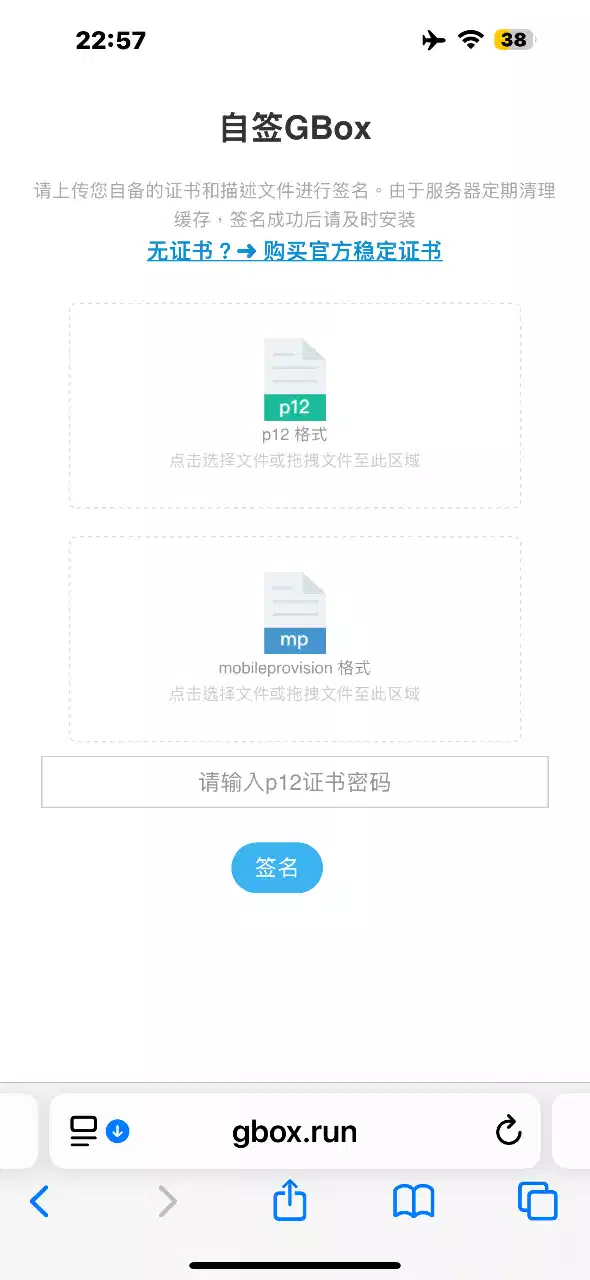 22:57
38
自签GBox
请上传您自备的证书和描述文件进行签名。由于服务器定期清理
缓存，签名成功后请及时安装
无证书？➜ 购买官方稳定证书
p12
p12 格式
点击选择文件或拖拽文件至此区域
mp
mobileprovision 格式
点击选择文件或拖拽文件至此区域
请输入p12证书密码
签名
gbox.run